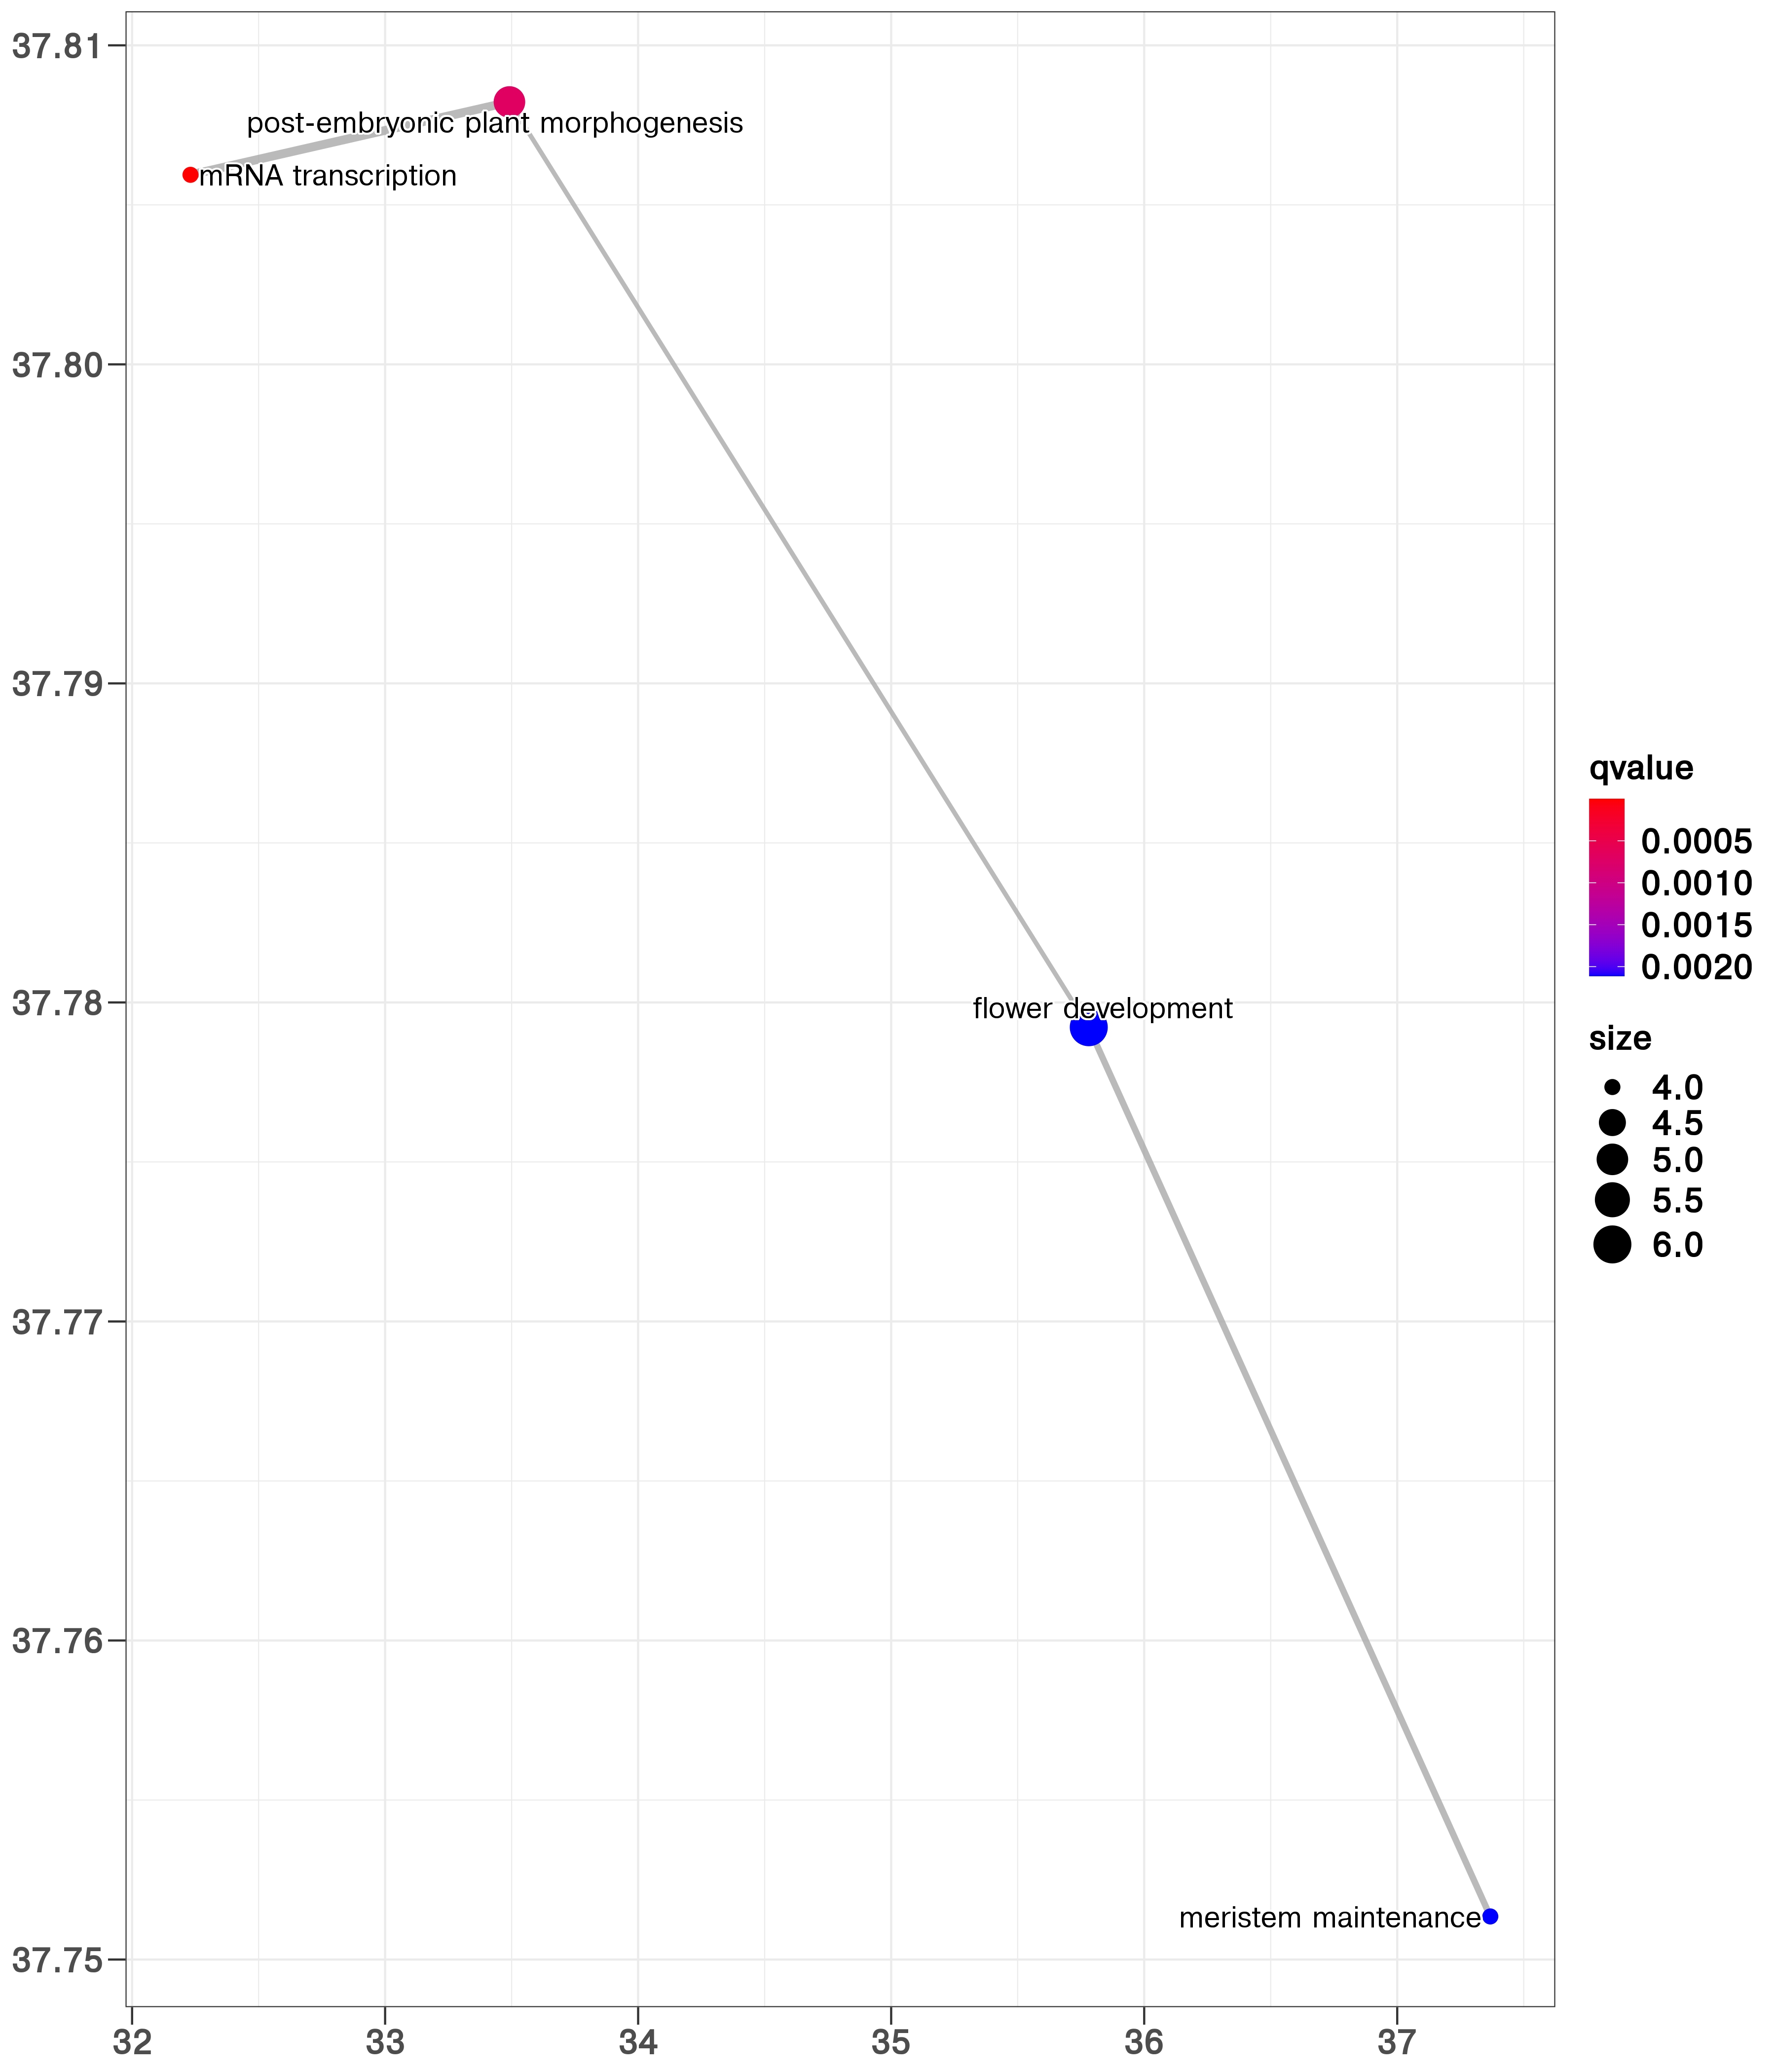 37.81
post-embryonic plant morphogenesis
mRNA transcription
37.80
37.79
37.78
flower development
37.77
37.76
meristem maintenance
37.75
32 33 34 35 36 37
qvalue
0.0005
0.0010
0.0015
0.0020
size
4.0
4.5
5.0
5.5
6.0